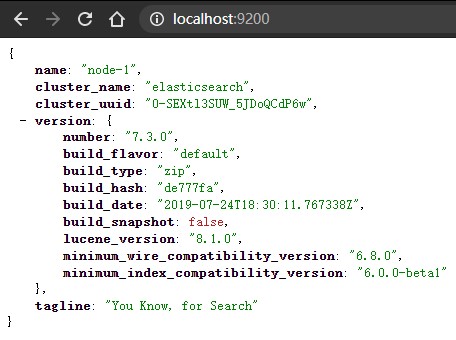 localhost:9200
{
name: "node-1",
cluster_name: "elasticsearch",
cluster_uuid: "0-SEXtl3SUW_5JDoQCdP6w",
- version: {
number: "7.3.0",
build_flavor: "default",
build_type: "zip",
build_hash: "de777fa",
build_date: "2019-07-24T18:30:11.767338Z",
build_snapshot: false,
lucene_version: "8.1.0",
minimum_wire_compatibility_version: "6.8.0",
minimum_index_compatibility_version: "6.0.0-beta1"
},
tagline: "You Know, for Search"
}